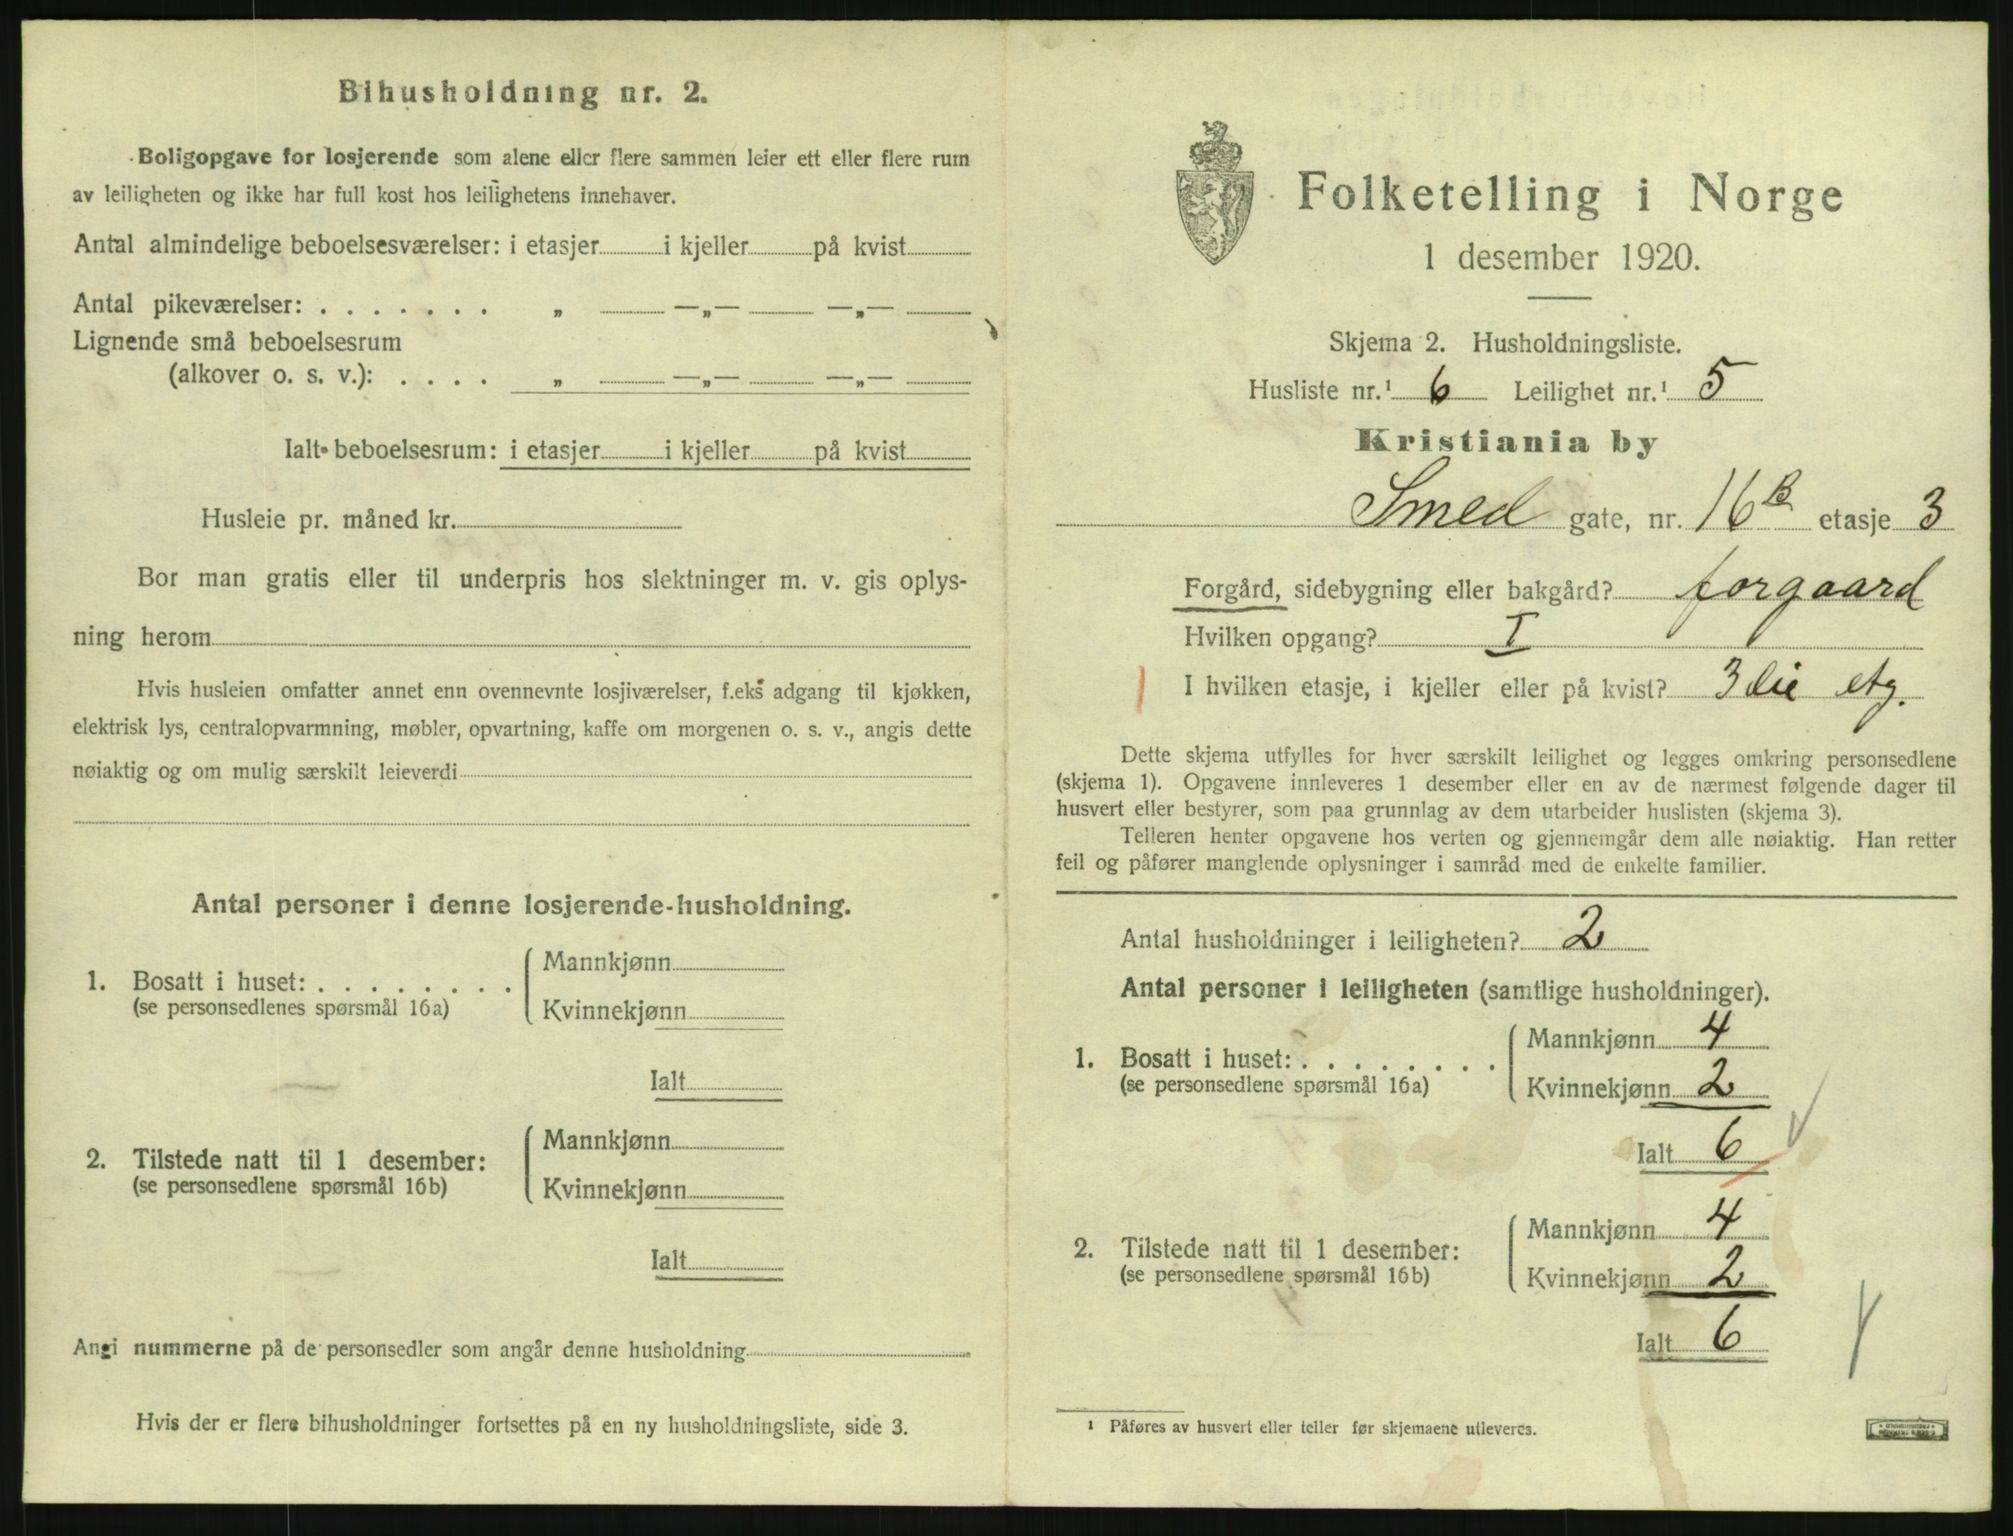 Bihusholdning nr. 2.
Boligopgave for losjerende som alene eller flere sammen leier ett eller flere rum
av leiligheten og ikke har full kost hos leilighetens innehaver.
Antal almindelige beboelsesværelser: i etasjer i kjeller på kvist
Antal pikeværelser: . . . . . . . „ —„— —„—
Lignende små beboelsesrum
(alkover o. s. v.): . . . . „ —„— —„—
Ialt beboelsesrum: i etasjer i kjeller på kvist
Husleie pr. måned kr.
Bor man gratis eller til underpris hos slektninger m. v. gis oplys-
ning herom
Hvis husleien omfatter annet enn ovennevnte losjiværelser, f.eks adgang til kjøkken,
elektrisk lys, centralopvarmning, møbler, opvartning, kaffe om morgenen o. s. v., angis dette
nøiaktig og om mulig særskilt leieverdi
Antal personer i denne losjerende-husholdning.
1. Bosatt i huset: . . . . . . . .
(se personsedlenes spørsmål 16a)
Mannkjønn
Kvinnekjønn
Ialt
2. Tilstede natt til 1 desember:
(se personsedlene spørsmål 16b)
Mannkjønn
Kvinnekjønn
Ialt
Angi nummerne på de personsedler som angår denne husholdning
Hvis der er flere bihusholdninger fortsettes på en ny husholdningsliste, side 3.
Folketelling i Norge
1 desember 1920.
Skjema 2. Husholdningsliste.
Husliste nr.¹ 6 Leilighet nr.¹ 5
Kristiania by
Smed gate, nr. 16B etasje 3
Forgård, sidebygning eller bakgård? forgaard
Hvilken opgang? I
I hvilken etasje, i kjeller eller på kvist? 3die etg.
Dette skjema utfylles for hver særskilt leilighet og legges omkring personsedlene
(skjema 1). Opgavene innleveres 1 desember eller en av de nærmest følgende dager til
husvert eller bestyrer, som paa grunnlag av dem utarbeider huslisten (skjema 3).
Telleren henter opgavene hos verten og gjennemgår dem alle nøiaktig. Han retter
feil og påfører manglende oplysninger i samråd med de enkelte familier.
Antal husholdninger i leiligheten? 2
Antal personer i leiligheten (samtlige husholdninger).
1. Bosatt i huset: . . . . . . . .
(se personsedlene spørsmål 16a)
Mannkjønn 4
Kvinnekjønn 2
Ialt 6
2. Tilstede natt til 1 desember:
(se personsedlene spørsmål 16b)
Mannkjønn 4
Kvinnekjønn 2
Ialt 6
¹ Påføres av husvert eller teller før skjemaene utleveres.